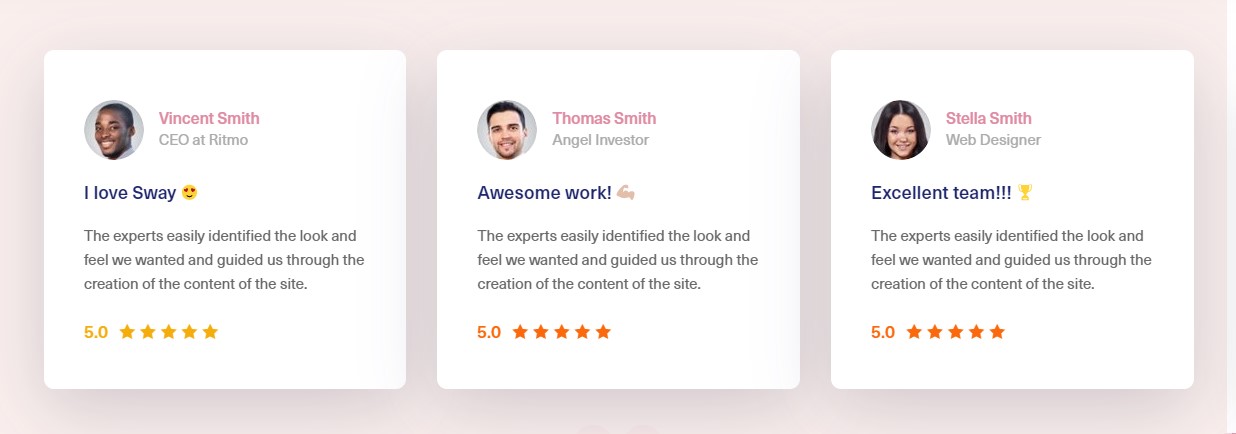 Vincent Smith
CEO at Ritmo
I love Sway 😍
The experts easily identified the look and
feel we wanted and guided us through the
creation of the content of the site.
5.0 ★★★★★
Thomas Smith
Angel Investor
Awesome work! 💪🏼
The experts easily identified the look and
feel we wanted and guided us through the
creation of the content of the site.
5.0 ★★★★★
Stella Smith
Web Designer
Excellent team!!! 🏆
The experts easily identified the look and
feel we wanted and guided us through the
creation of the content of the site.
5.0 ★★★★★